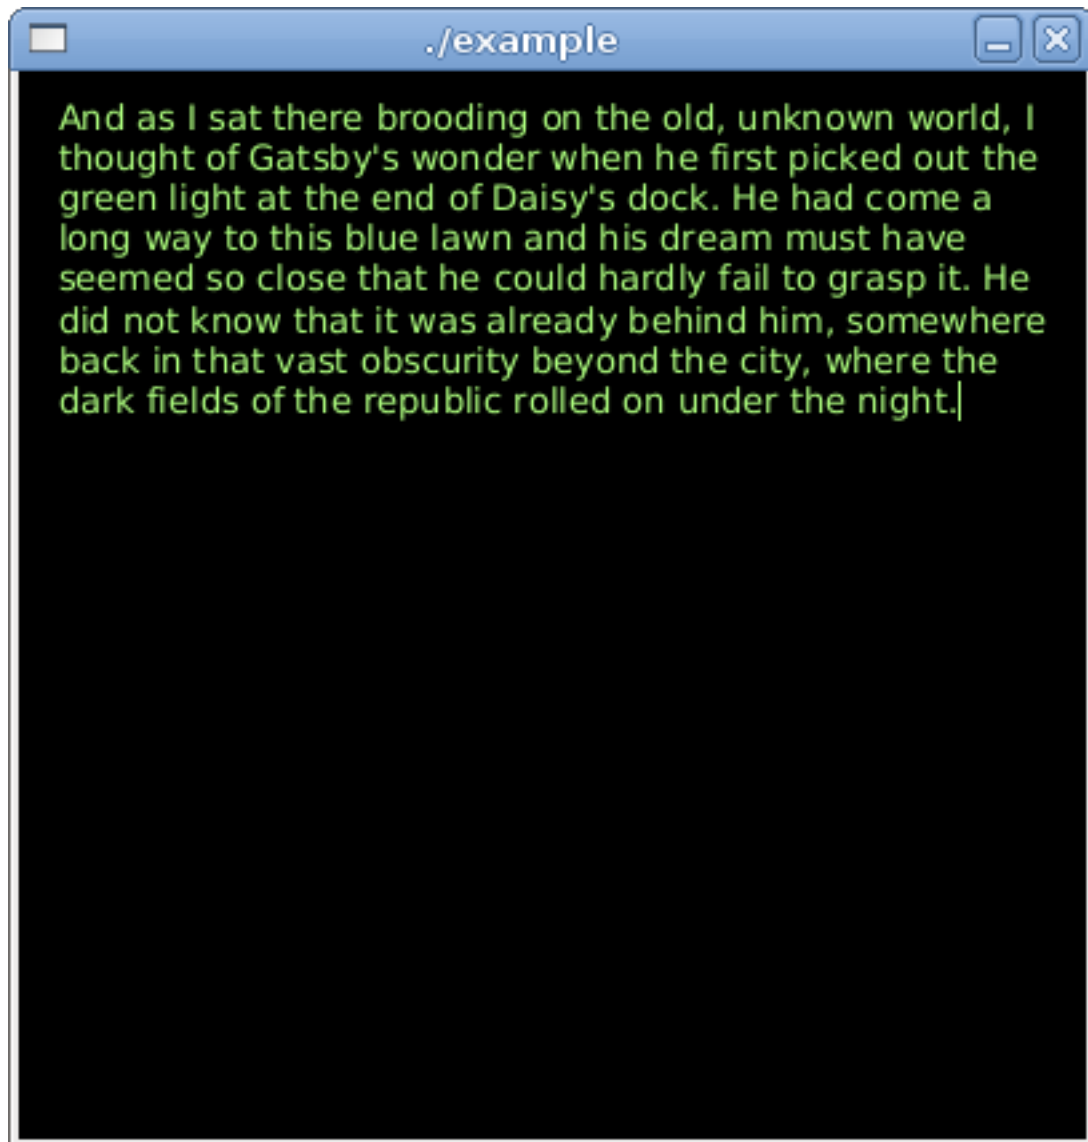 ./example
And as I sat there brooding on the old, unknown world, I
thought of Gatsby's wonder when he first picked out the
green light at the end of Daisy's dock. He had come a
long way to this blue lawn and his dream must have
seemed so close that he could hardly fail to grasp it. He
did not know that it was already behind him, somewhere
back in that vast obscurity beyond the city, where the
dark fields of the republic rolled on under the night.